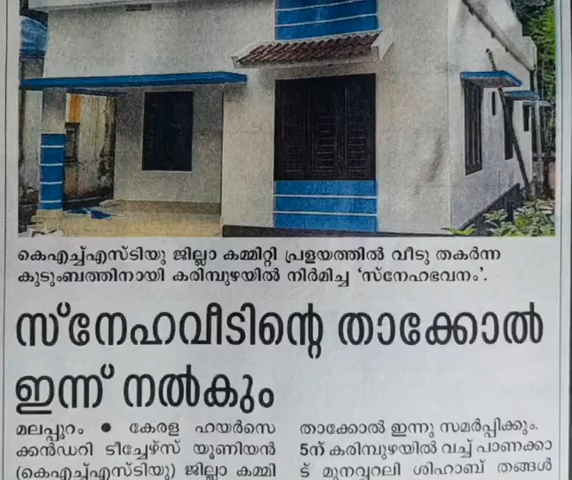 കെഎച്ച്എസ്ടിയു ജില്ലാ കമ്മിറ്റി പ്രളയത്തിൽ വീടു തകർന്ന
കുടുംബത്തിനായി കരിമ്പുഴയിൽ നിർമിച്ച ‘സ്നേഹഭവനം’.
സ്നേഹവീടിന്റെ താക്കോൽ
ഇന്ന് നൽകും
മലപ്പുറം ● കേരള ഹയർസെ
ക്കൻഡറി ടീച്ചേഴ്സ് യൂണിയൻ
(കെഎച്ച്എസ്ടിയു) ജില്ലാ കമ്മി
താക്കോൽ ഇന്നു സമർപ്പിക്കും.
5ന് കരിമ്പുഴയിൽ വച്ച് പാണക്കാ
ട് മുനവ്വറലി ശിഹാബ് തങ്ങൾ